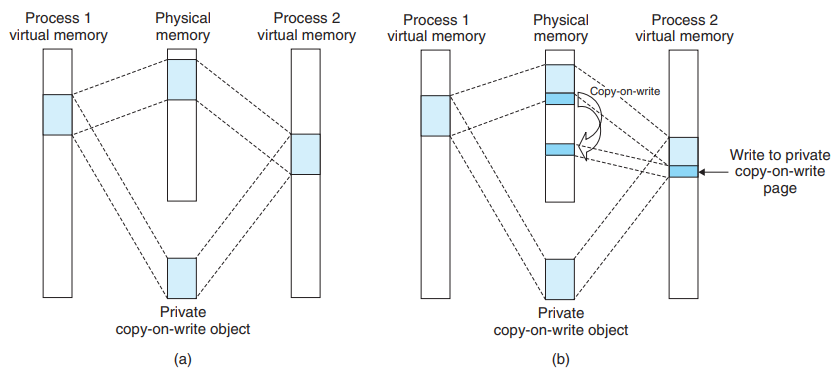 Process 1
virtual memory
Physical
memory
Process 2
virtual memory
Private
copy-on-write object
(a)
Process 1
virtual memory
Physical
memory
Process 2
virtual memory
Copy-on-write
Write to private
copy-on-write
page
Private
copy-on-write object
(b)